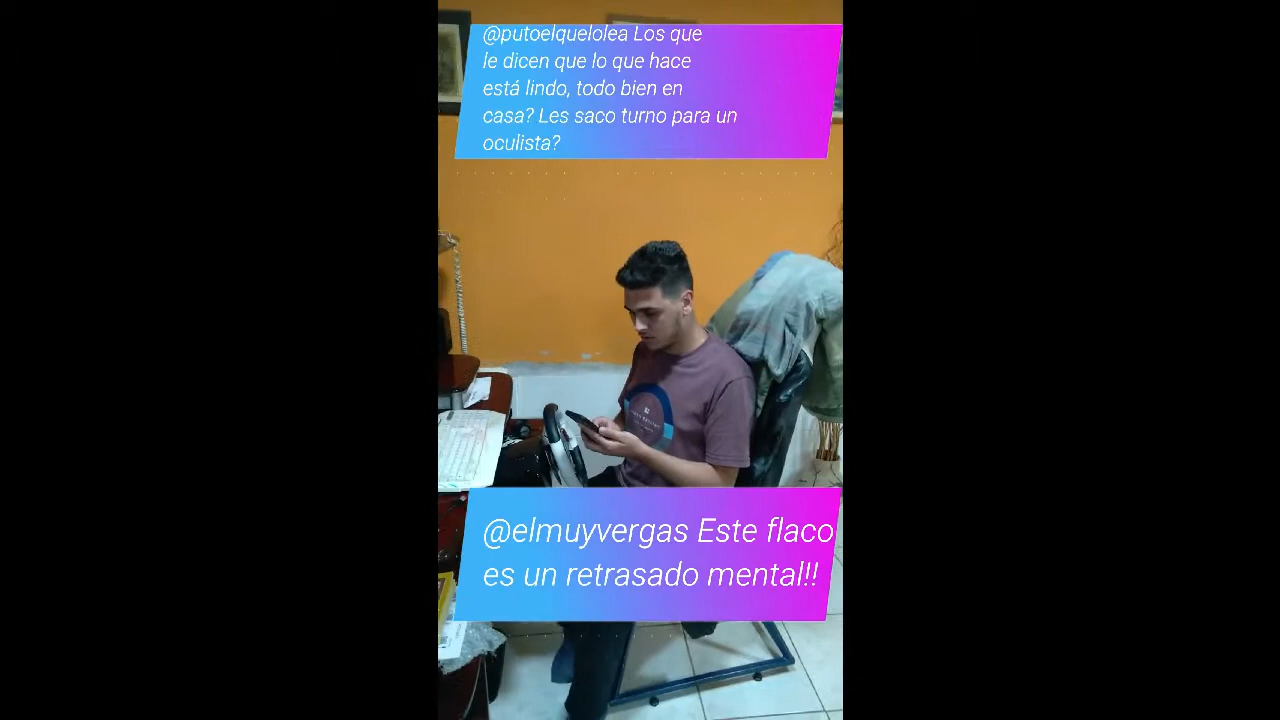 @putoelquelolea Los que
le dicen que lo que hace
está lindo, todo bien en
casa? Les saco turno para un
oculista?
@elmuyvergas Este flaco
es un retrasado mental!!